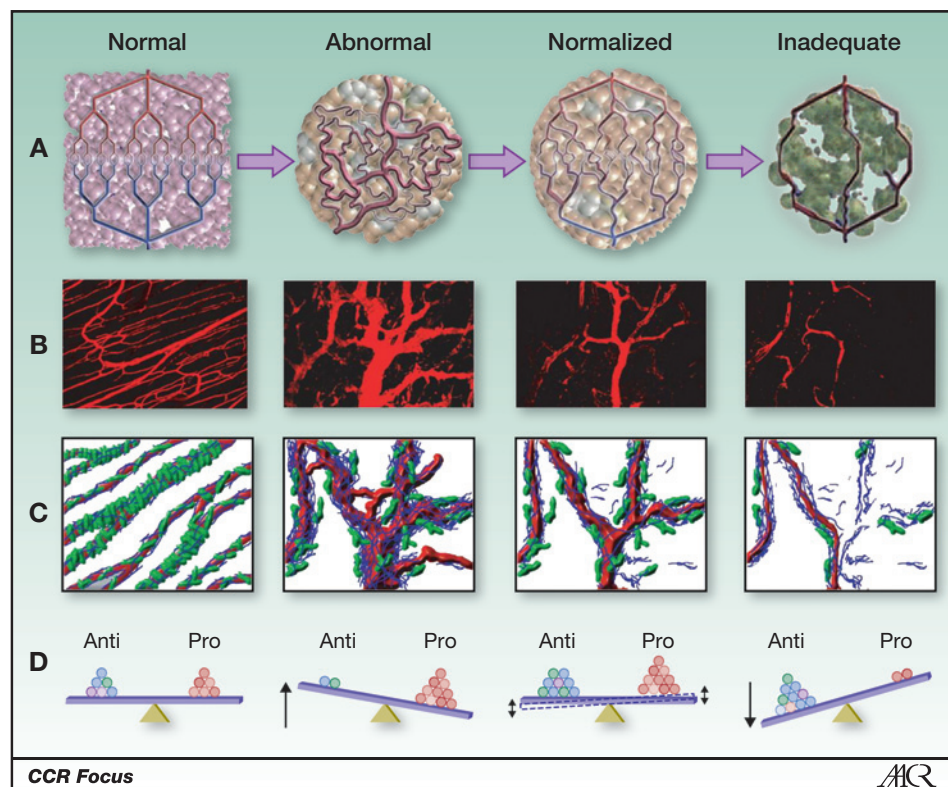 Normal Abnormal Normalized Inadequate
A
B
C
D
Anti Pro Anti Pro Anti Pro Anti Pro
CCR Focus AACR